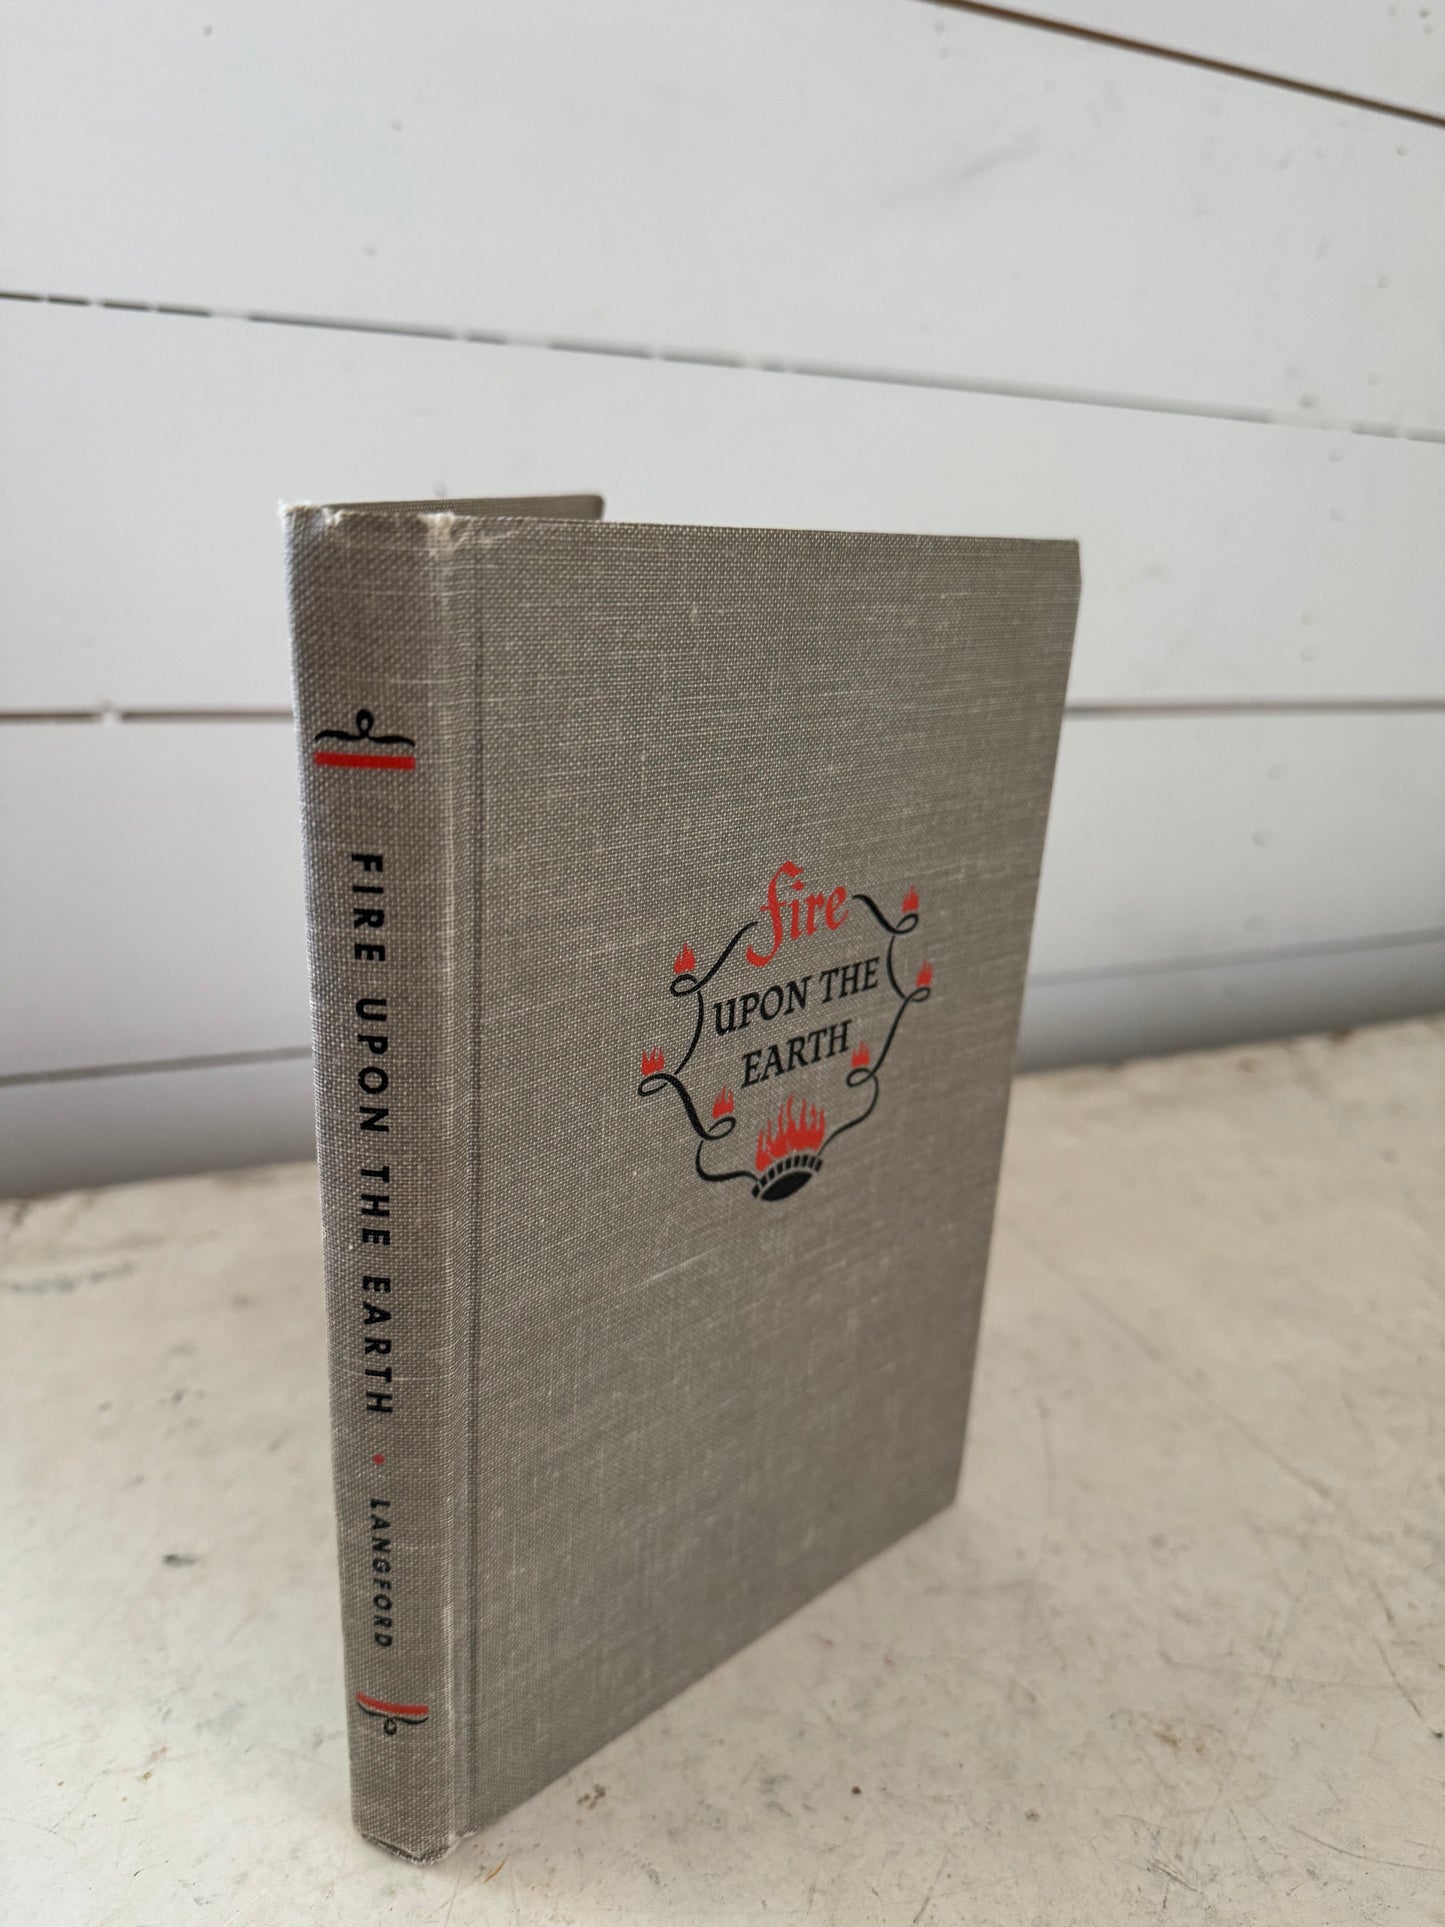 FIRE UPON THE EARTH • LANGFORD
fire
UPON THE
EARTH